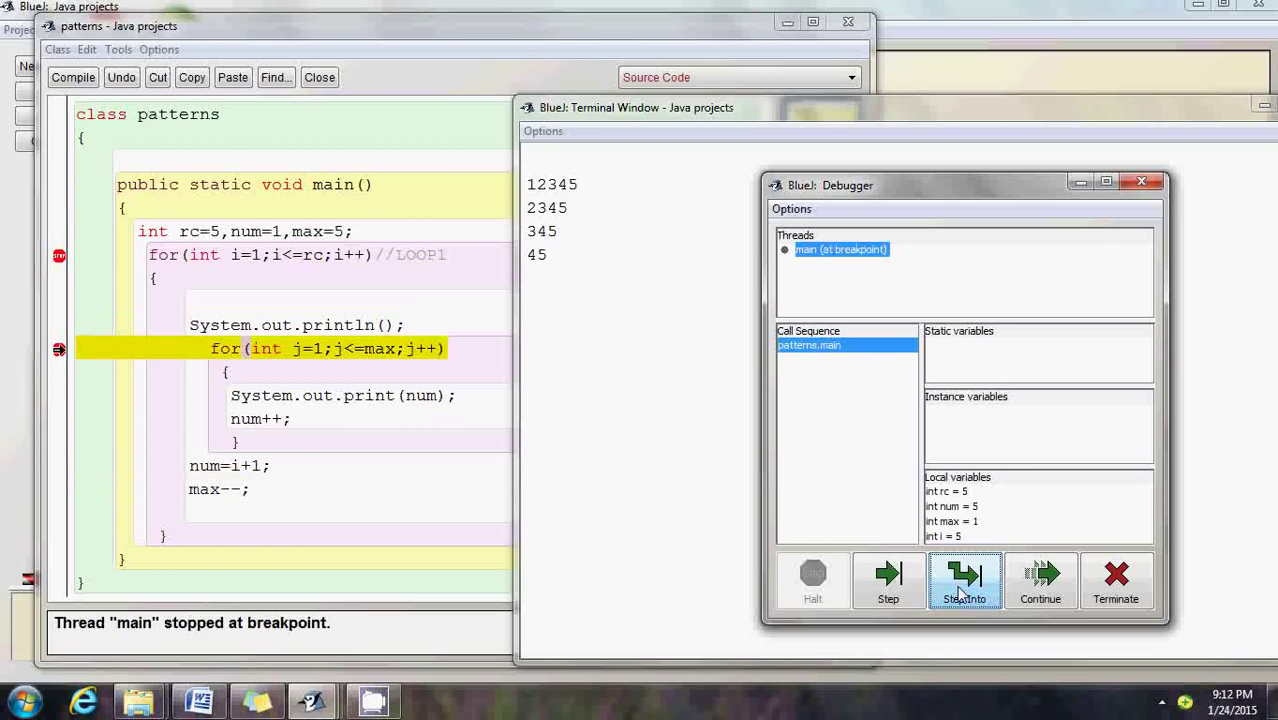 BlueJ: Java projects
patterns - Java projects
Class Edit Tools Options
Compile Undo Cut Copy Paste Find... Close Source Code
class patterns
{
public static void main()
{
int rc=5,num=1,max=5;
for(int i=1;i<=rc;i++)//LOOP1
{
System.out.println();
for(int j=1;j<=max;j++)
{
System.out.print(num);
num++;
}
num=i+1;
max--;
}
}
}
Thread "main" stopped at breakpoint.
BlueJ: Terminal Window - Java projects
Options
12345
2345
345
45
BlueJ: Debugger
Options
Threads
main (at breakpoint)
Call Sequence
patterns.main
Static variables
Instance variables
Local variables
int rc = 5
int num = 5
int max = 1
int i = 5
Halt Step Step Into Continue Terminate
9:12 PM
1/24/2015